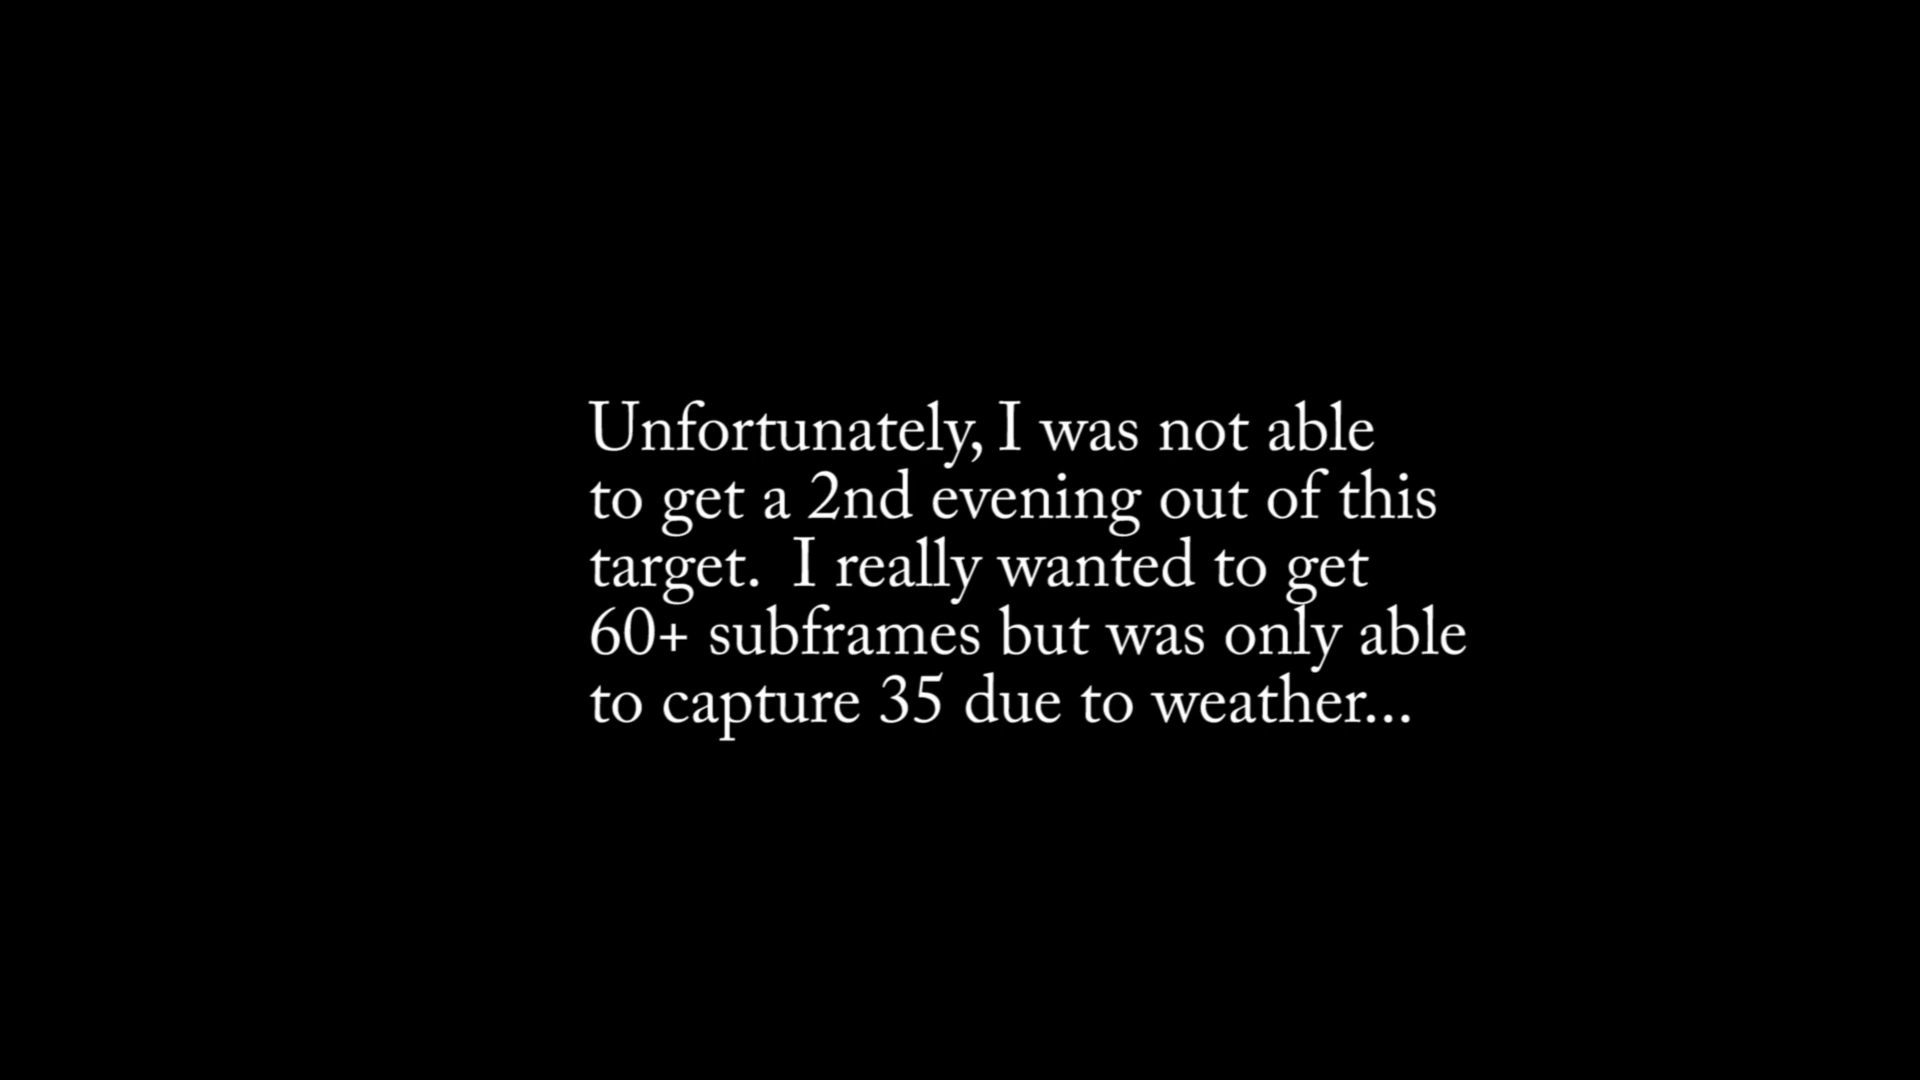 Unfortunately, I was not able
to get a 2nd evening out of this
target.  I really wanted to get
60+ subframes but was only able
to capture 35 due to weather...